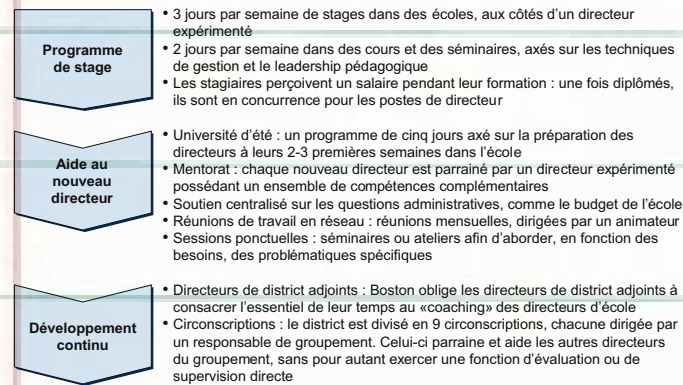 Programme
de stage
• 3 jours par semaine de stages dans des écoles, aux côtés d'un directeur
expérimenté
• 2 jours par semaine dans des cours et des séminaires, axés sur les techniques
de gestion et le leadership pédagogique
• Les stagiaires perçoivent un salaire pendant leur formation : une fois diplômés,
ils sont en concurrence pour les postes de directeur
Aide au
nouveau
directeur
• Université d'été : un programme de cinq jours axé sur la préparation des
directeurs à leurs 2-3 premières semaines dans l'école
• Mentorat : chaque nouveau directeur est parrainé par un directeur expérimenté
possédant un ensemble de compétences complémentaires
• Soutien centralisé sur les questions administratives, comme le budget de l'école
• Réunions de travail en réseau : réunions mensuelles, dirigées par un animateur
• Sessions ponctuelles : séminaires ou ateliers afin d'aborder, en fonction des
besoins, des problématiques spécifiques
Développement
continu
• Directeurs de district adjoints : Boston oblige les directeurs de district adjoints à
consacrer l'essentiel de leur temps au «coaching» des directeurs d'école
• Circonscriptions : le district est divisé en 9 circonscriptions, chacune dirigée par
un responsable de groupement. Celui-ci parraine et aide les autres directeurs
du groupement, sans pour autant exercer une fonction d'évaluation ou de
supervision directe